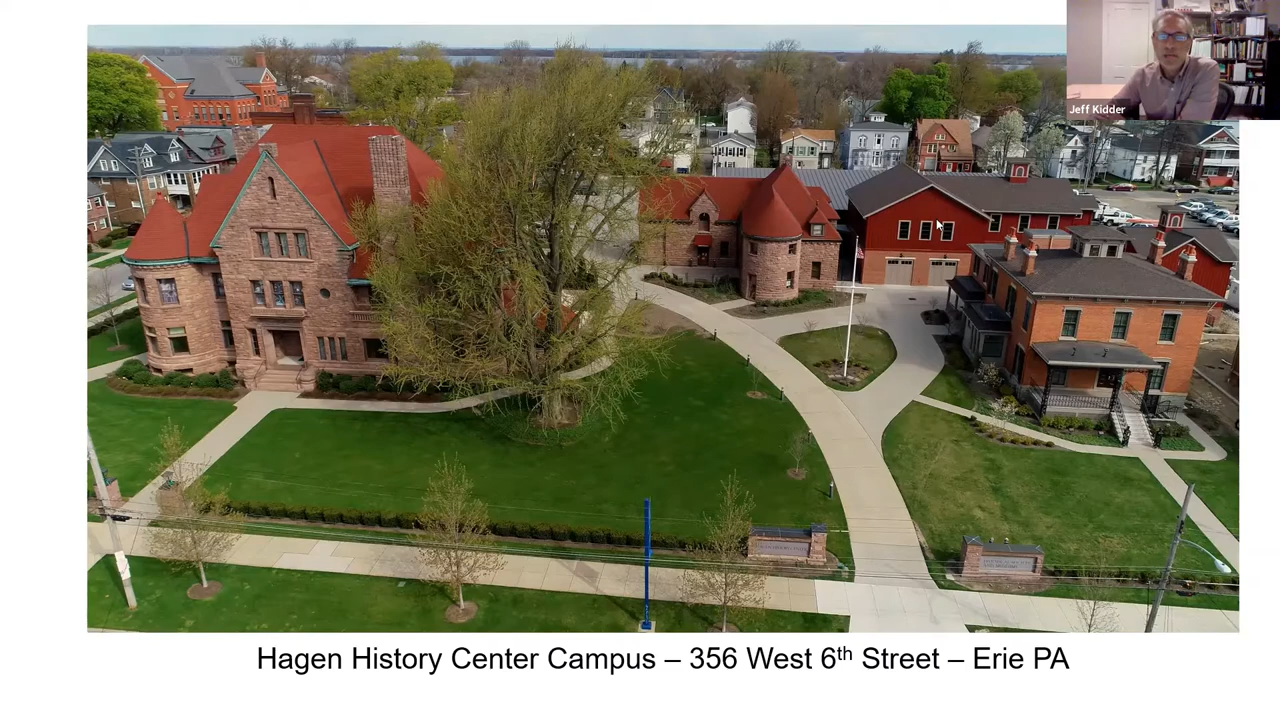 Jeff Kidder
Hagen History Center Campus – 356 West 6th Street – Erie PA